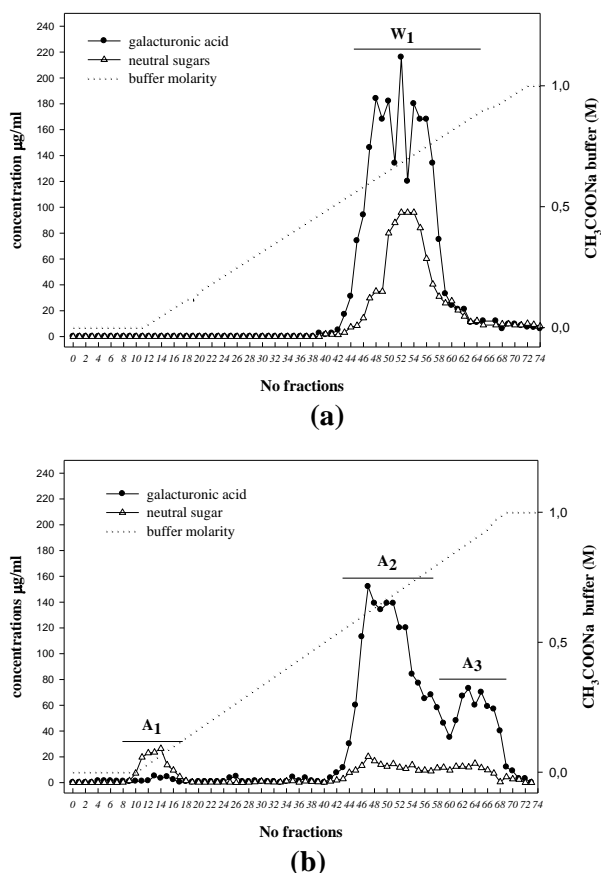 W1
galacturonic acid
neutral sugars
buffer molarity
concentration µg/ml
240
220
200
180
160
140
120
100
80
60
40
20
0
1,0
0,5
0,0
CH3COONa buffer (M)
0 2 4 6 8 10 12 14 16 18 20 22 24 26 28 30 32 34 36 38 40 42 44 46 48 50 52 54 56 58 60 62 64 66 68 70 72 74
No fractions
(a)
galacturonic acid
neutral sugar
buffer molarity
A1
A2
A3
concentrations µg/ml
240
220
200
180
160
140
120
100
80
60
40
20
0
1,0
0,5
0,0
CH3COONa buffer (M)
0 2 4 6 8 10 12 14 16 18 20 22 24 26 28 30 32 34 36 38 40 42 44 46 48 50 52 54 56 58 60 62 64 66 68 70 72 74
No fractions
(b)